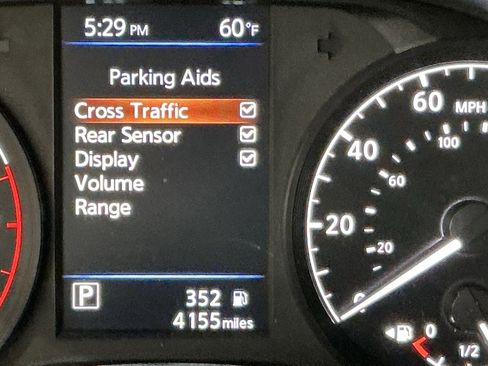 5:29 PM 60°F
Parking Aids
Cross Traffic
Rear Sensor
Display
Volume
Range
P 352
4155 miles
60 MPH
100
40
60
20
20
0
0
1/2